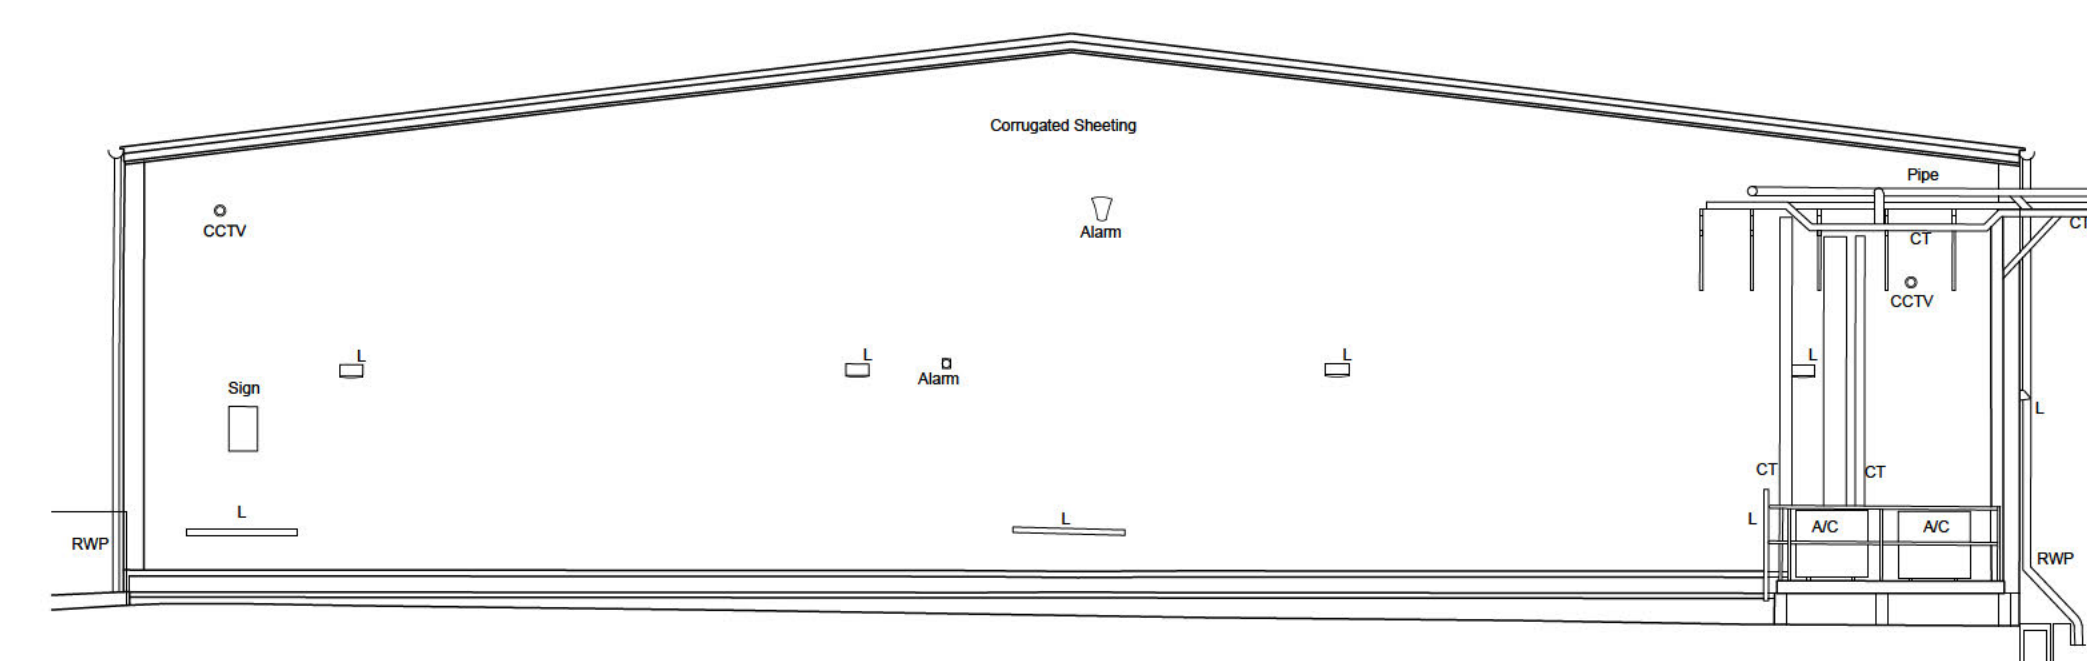 Corrugated Sheeting
Pipe
CCTV
Alarm
CT
CT
CCTV
L
L
Alarm
L
L
Sign
L
CT
CT
L
L
L
A/C
A/C
RWP
RWP